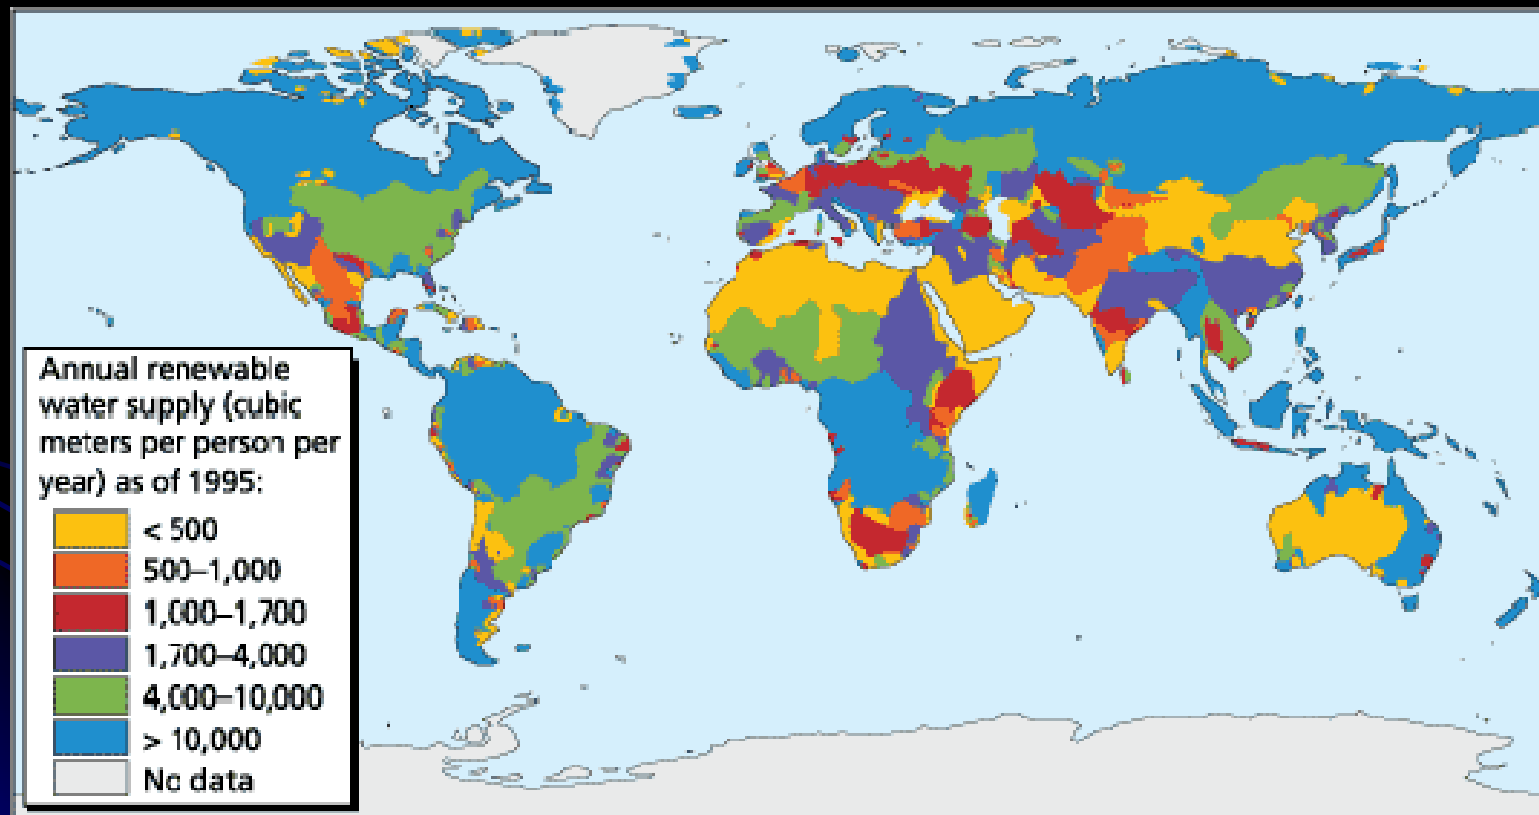 Annual renewable
water supply (cubic
meters per person per
year) as of 1995:
< 500
500–1,000
1,000–1,700
1,700–4,000
4,000–10,000
> 10,000
No data